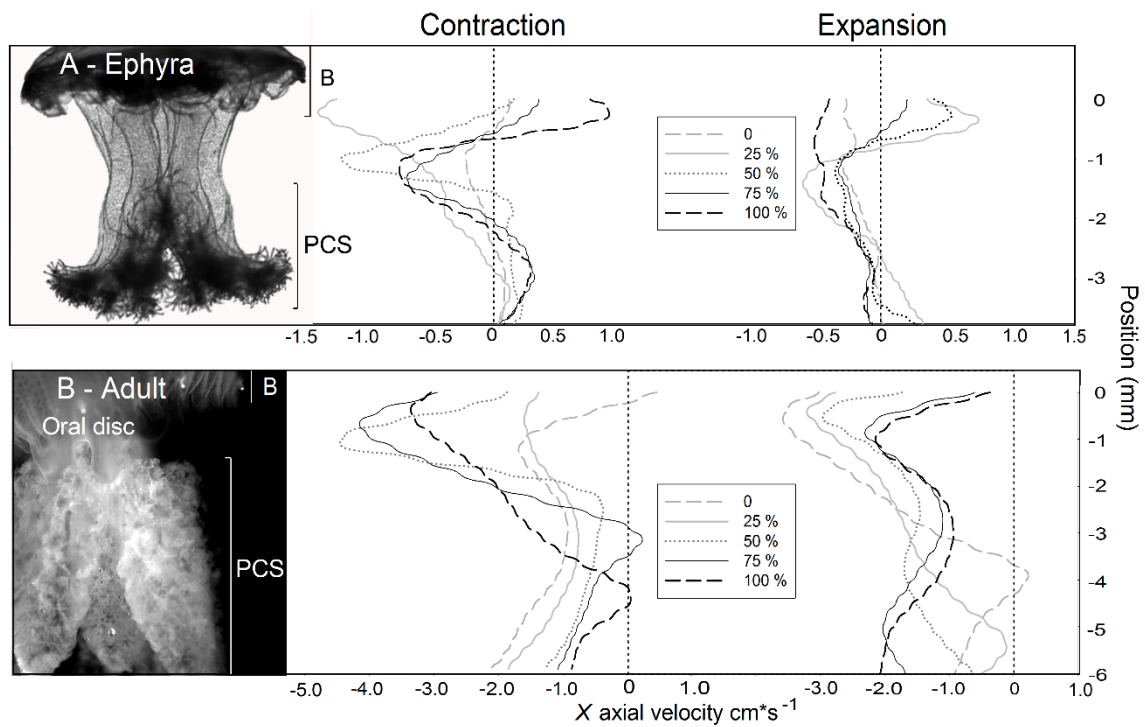 Contraction Expansion
A - Ephyra
B
PCS
0
25 %
50 %
75 %
100 %
0
-1
-2
-3
-1.5 -1.0 -0.5 0 0.5 1.0 -1.0 -0.5 0 0.5 1.0 1.5
Position (mm)
B - Adult
B
Oral disc
PCS
0
25 %
50 %
75 %
100 %
0
-1
-2
-3
-4
-5
-6
-5.0 -4.0 -3.0 -2.0 -1.0 0 1.0 -3.0 -2.0 -1.0 0 1.0
X axial velocity cm*s-1